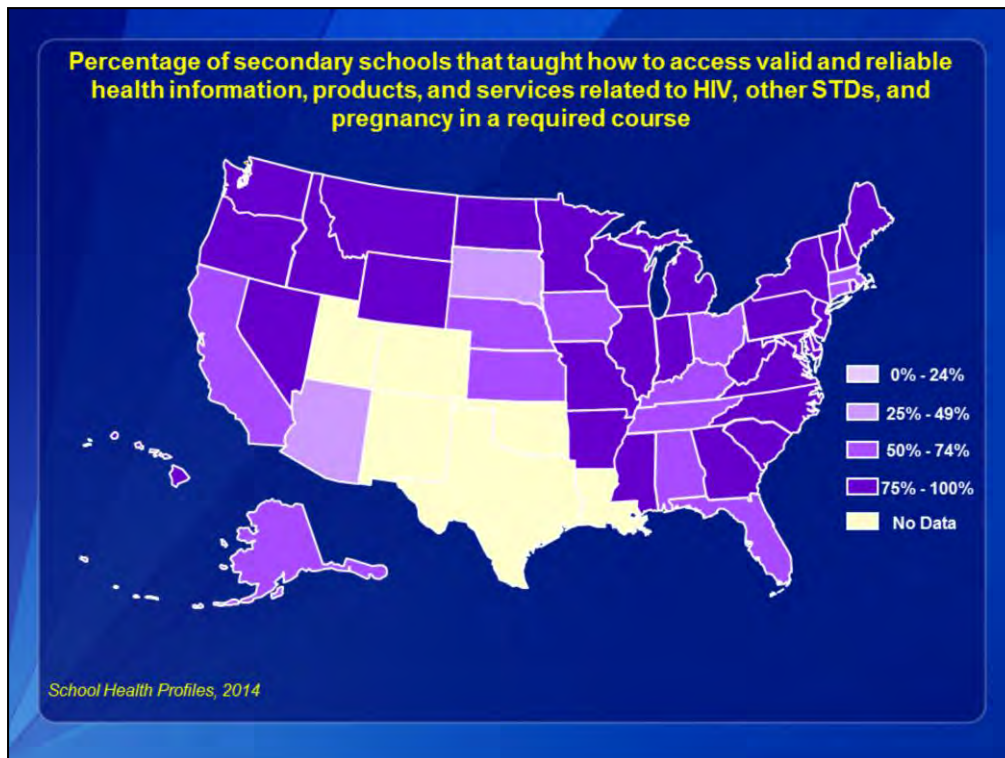 Percentage of secondary schools that taught how to access valid and reliable
health information, products, and services related to HIV, other STDs, and
pregnancy in a required course
0% - 24%
25% - 49%
50% - 74%
75% - 100%
No Data
School Health Profiles, 2014